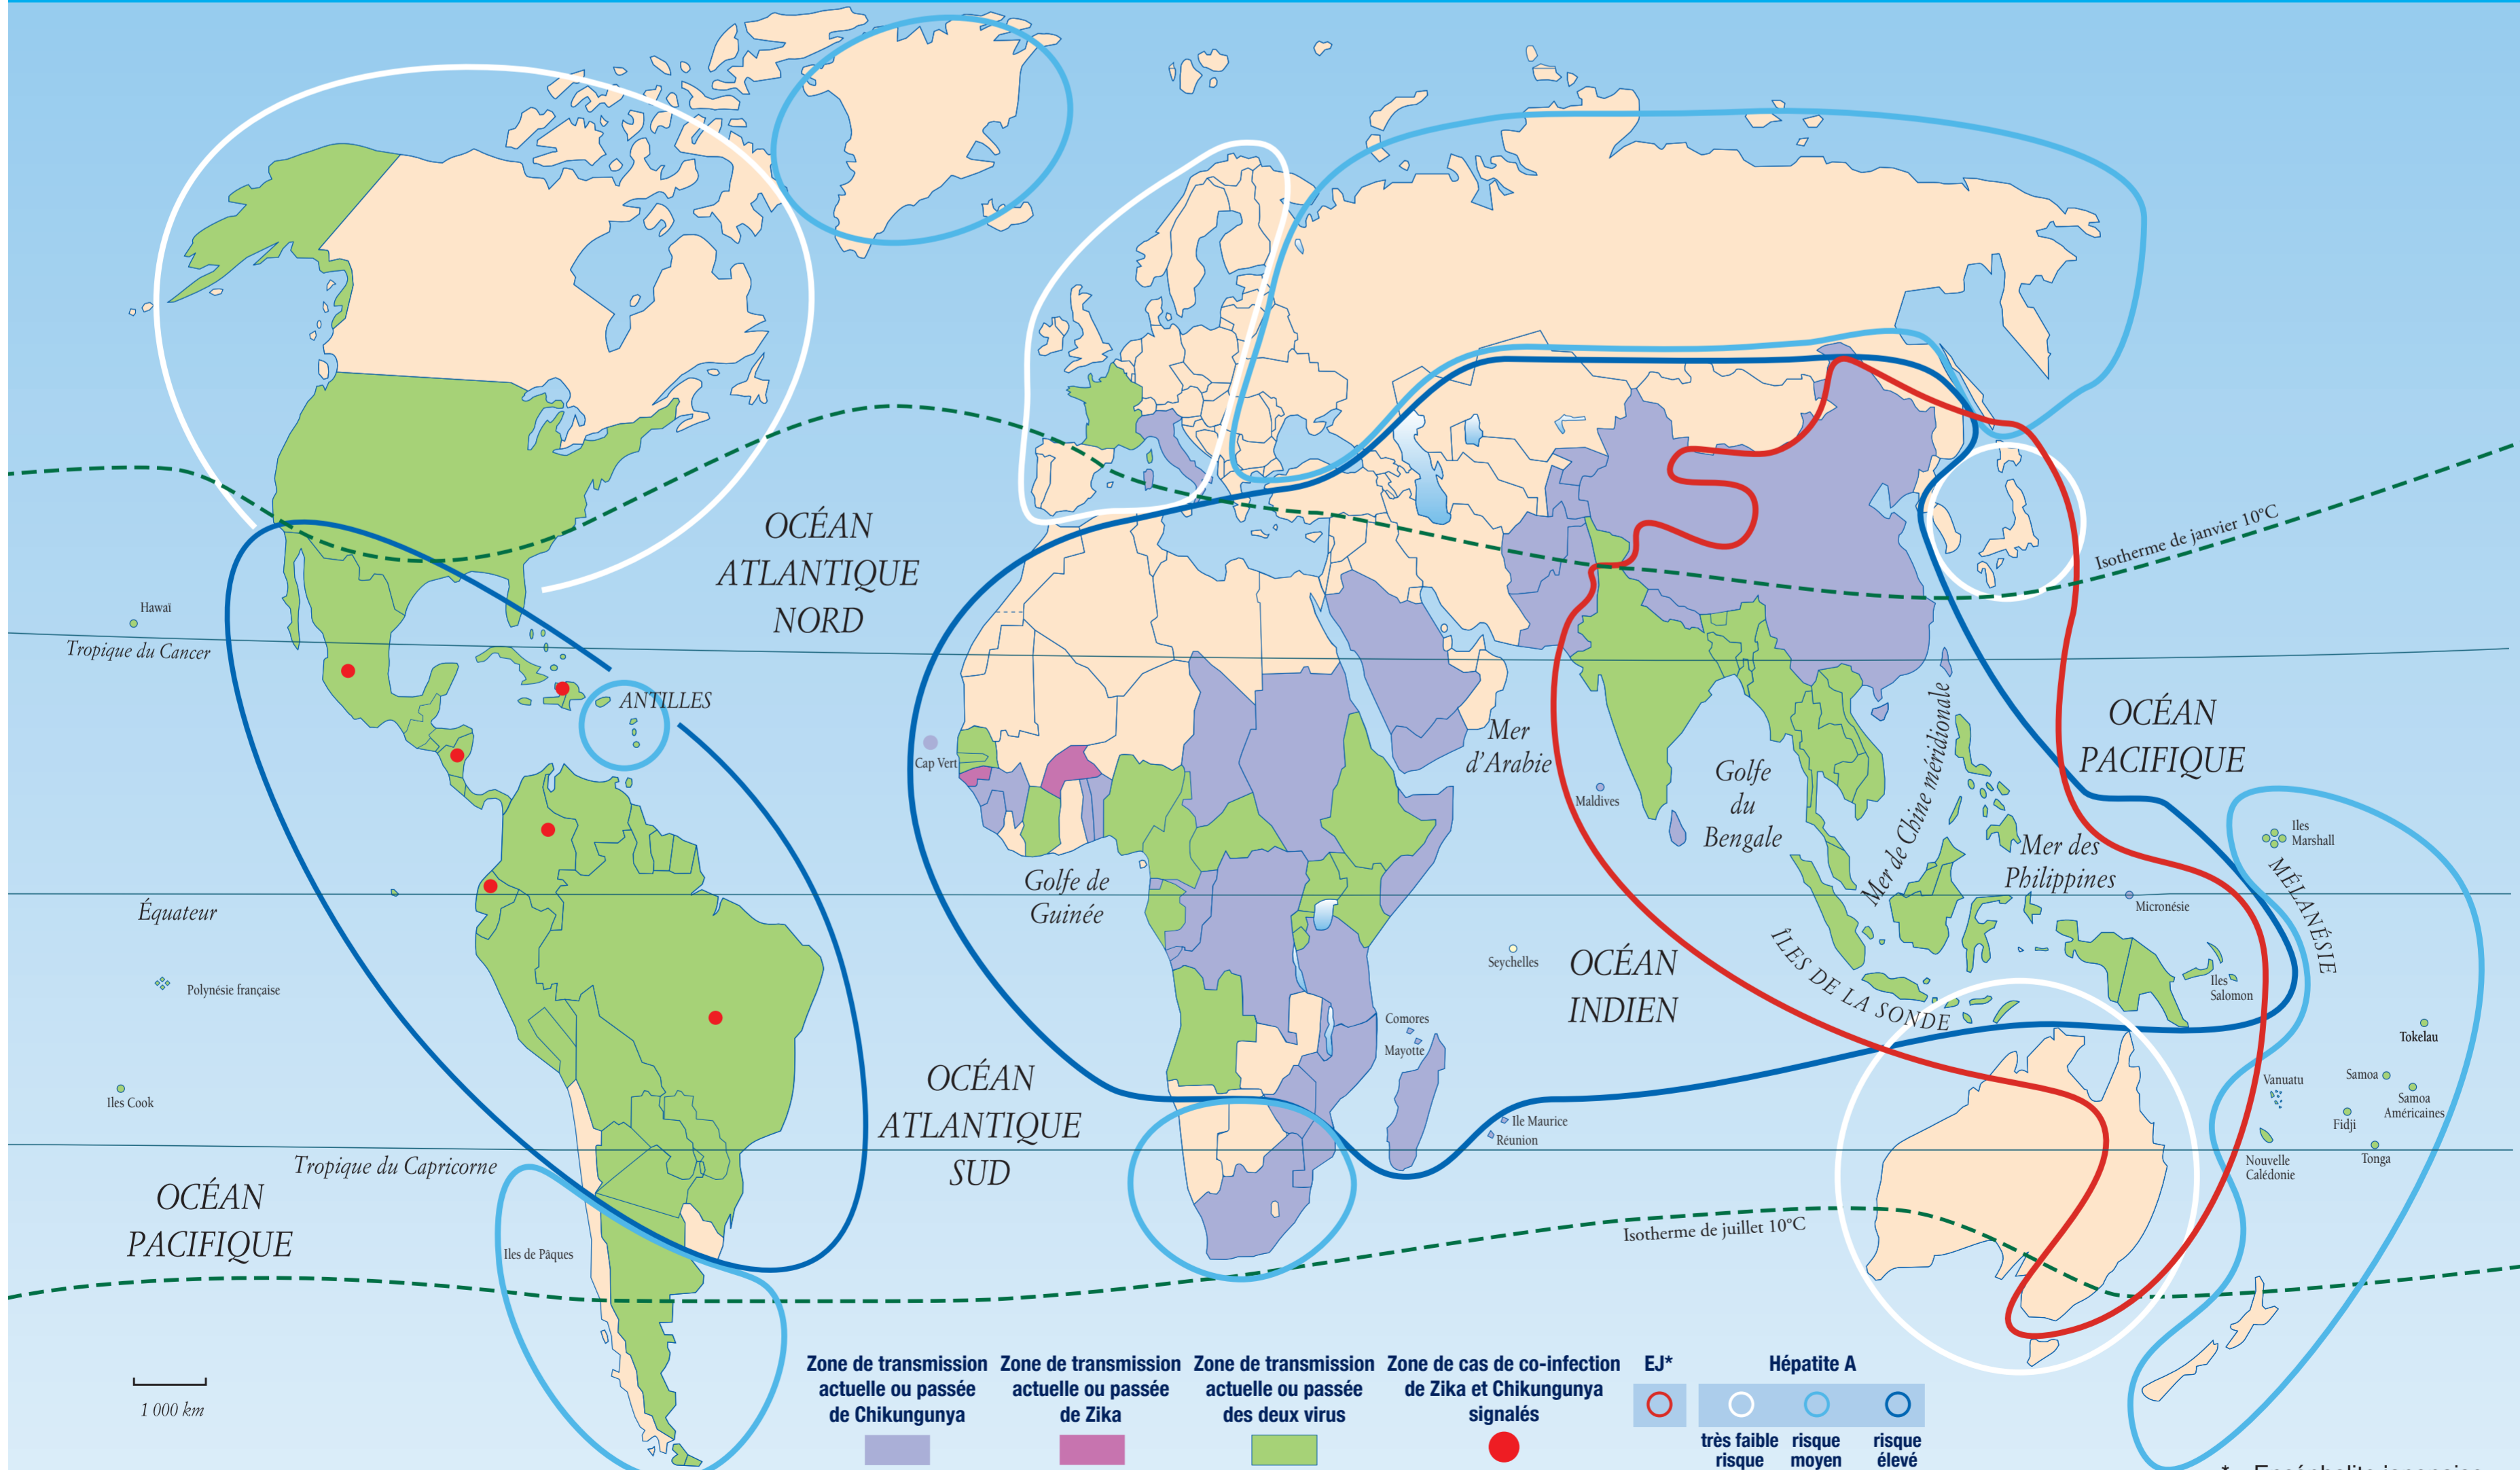 OCÉAN
ATLANTIQUE
NORD
Isotherme de janvier 10°C
Hawaï
Tropique du Cancer
ANTILLES
Cap Vert
Mer
d'Arabie
Maldives
Golfe
du
Bengale
Mer de Chine méridionale
OCÉAN
PACIFIQUE
Iles
Marshall
MÉLANÉSIE
Mer des
Philippines
Micronésie
Golfe de
Guinée
Équateur
Polynésie française
Iles Cook
Seychelles
OCÉAN
INDIEN
ÎLES DE LA SONDE
Iles
Salomon
Tokelau
Comores
Mayotte
OCÉAN
ATLANTIQUE
SUD
Ile Maurice
Réunion
Vanuatu
Samoa
Samoa
Américaines
Fidji
Tonga
Nouvelle
Calédonie
Tropique du Capricorne
OCÉAN
PACIFIQUE
Iles de Pâques
Isotherme de juillet 10°C
1 000 km
Zone de transmission
actuelle ou passée
de Chikungunya
Zone de transmission
actuelle ou passée
de Zika
Zone de transmission
actuelle ou passée
des deux virus
Zone de cas de co-infection
de Zika et Chikungunya
signalés
EJ*
Hépatite A
très faible
risque
risque
moyen
risque
élevé